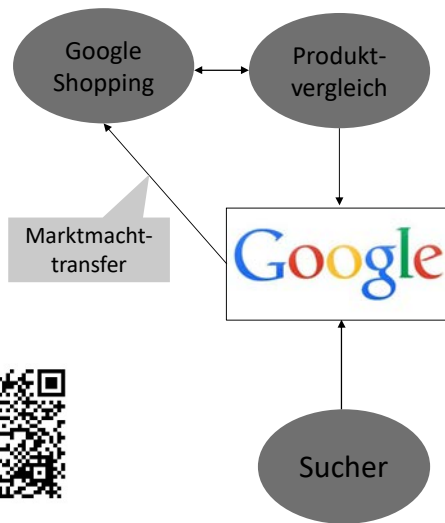 Google
Shopping
Produkt-
vergleich
Marktmacht-
transfer
Google
Sucher